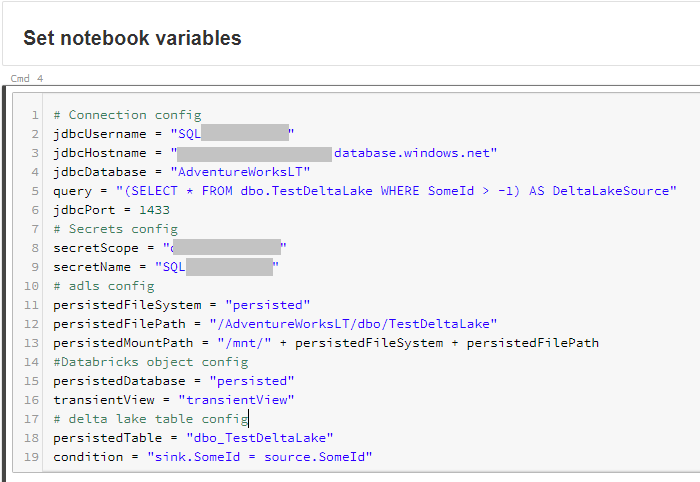 Set notebook variables
Cmd 4
1 # Connection config
2 jdbcUsername = "SQL"
3 jdbcHostname = "database.windows.net"
4 jdbcDatabase = "AdventureWorksLT"
5 query = "(SELECT * FROM dbo.TestDeltaLake WHERE SomeId > -1) AS DeltaLakeSource"
6 jdbcPort = 1433
7 # Secrets config
8 secretScope = ""
9 secretName = "SQL"
10 # adls config
11 persistedFileSystem = "persisted"
12 persistedFilePath = "/AdventureWorksLT/dbo/TestDeltaLake"
13 persistedMountPath = "/mnt/" + persistedFileSystem + persistedFilePath
14 #Databricks object config
15 persistedDatabase = "persisted"
16 transientView = "transientView"
17 # delta lake table config
18 persistedTable = "dbo_TestDeltaLake"
19 condition = "sink.SomeId = source.SomeId"